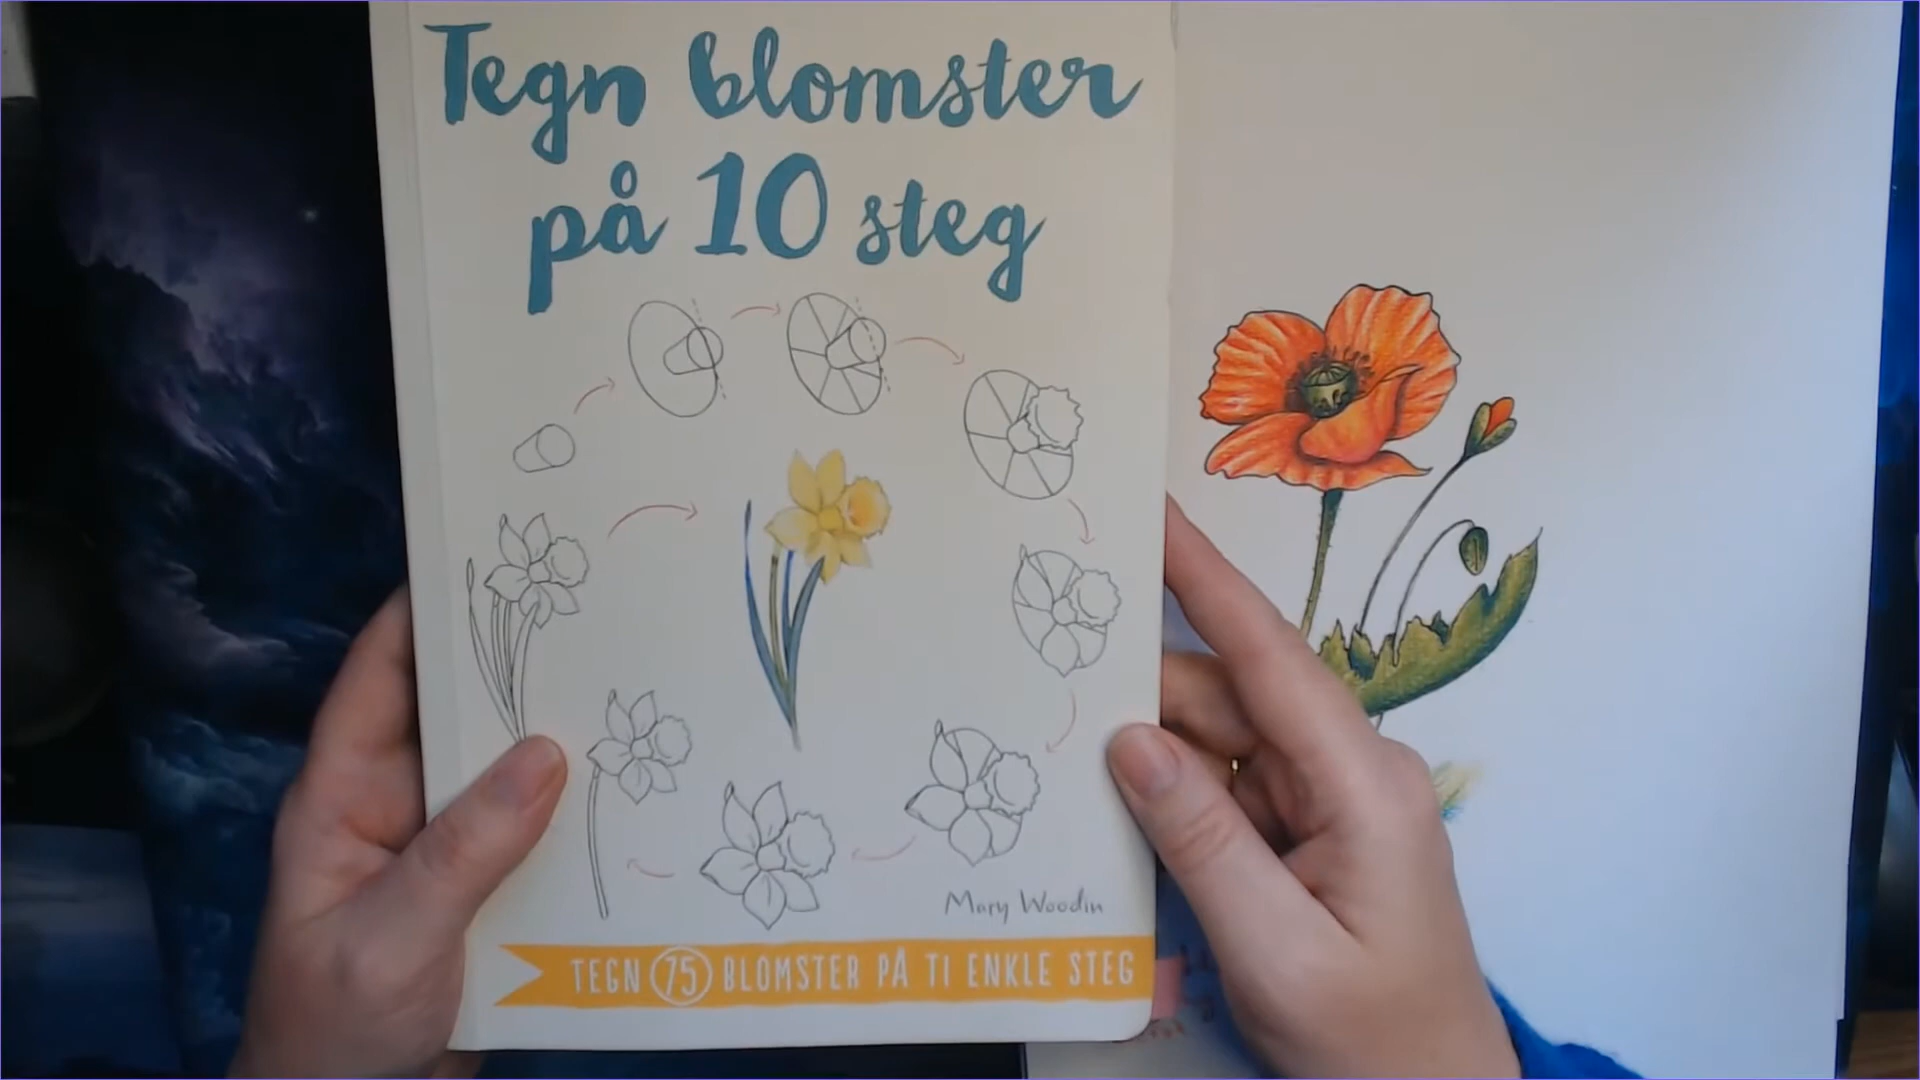 Tegn blomster
på 10 steg
Mary Woodin
TEGN 75 BLOMSTER PÅ TI ENKLE STEG